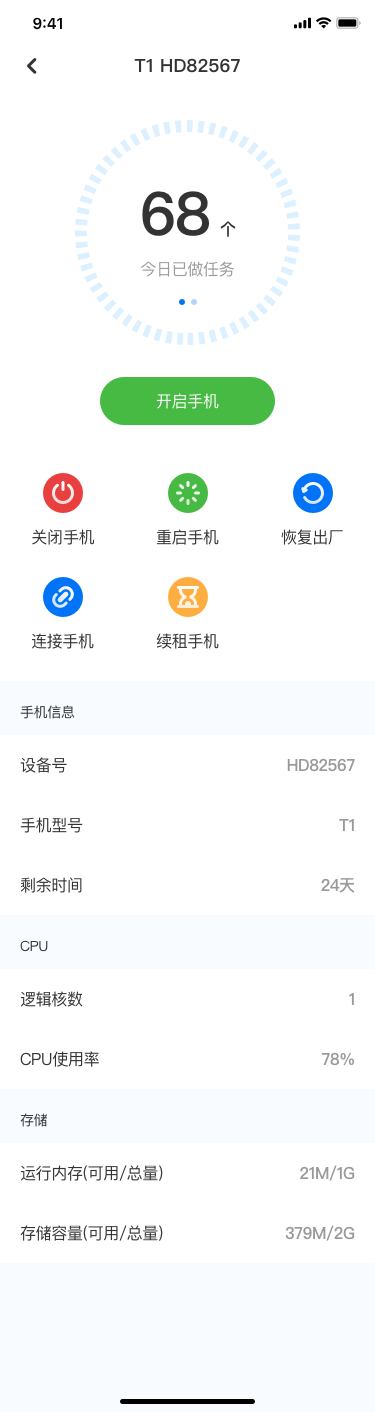 9:41
T1 HD82567
68 个
今日已做任务
开启手机
关闭手机 重启手机 恢复出厂
连接手机 续租手机
手机信息
设备号 HD82567
手机型号 T1
剩余时间 24天
CPU
逻辑核数 1
CPU使用率 78%
存储
运行内存(可用/总量) 21M/1G
存储容量(可用/总量) 379M/2G